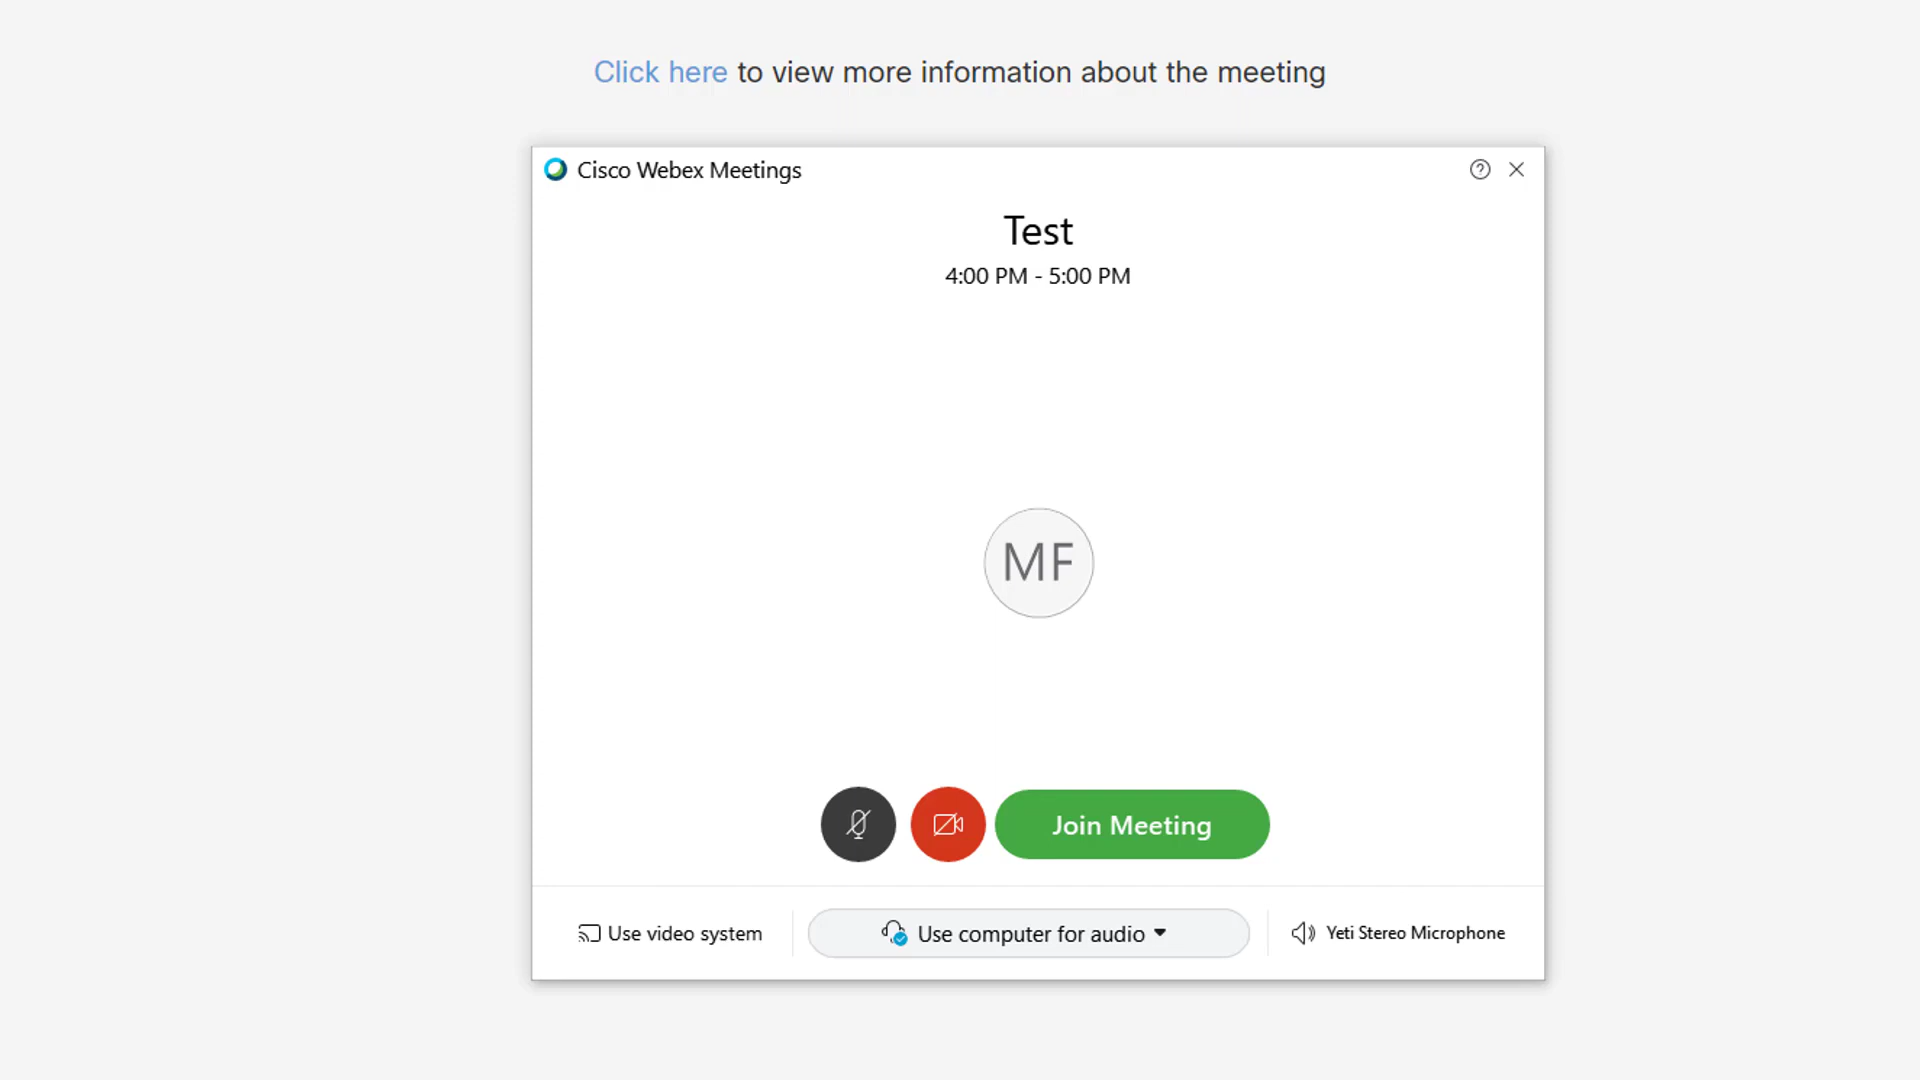 Click here to view more information about the meeting
Cisco Webex Meetings
Test
4:00 PM - 5:00 PM
MF
Join Meeting
Use video system
Use computer for audio
Yeti Stereo Microphone